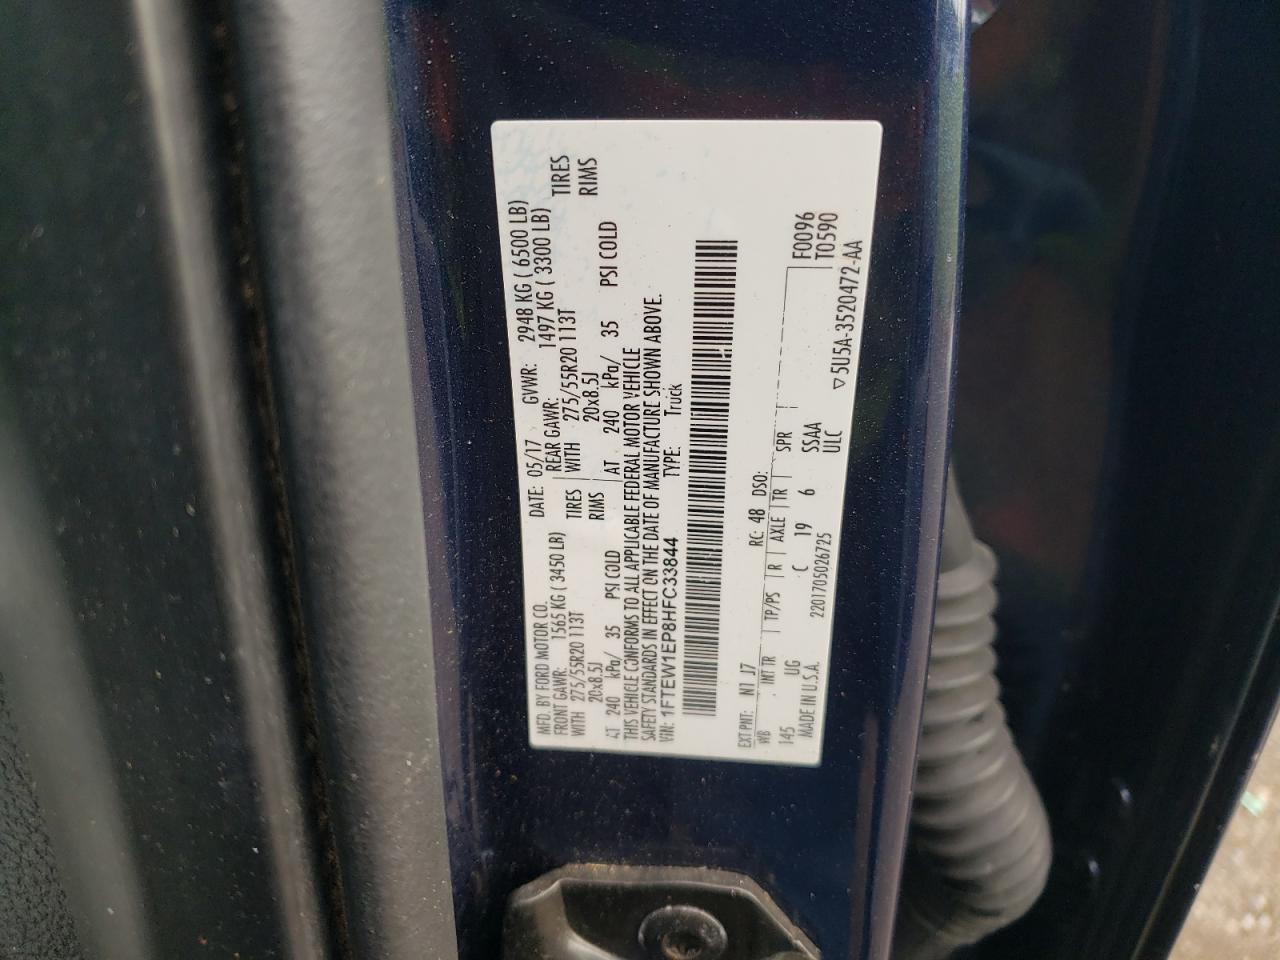 MFD. BY FORD MOTOR CO.
DATE: 05/17 GVWR: 2948 KG ( 6500 LB)
FRONT GAWR: 1565 KG ( 3450 LB) REAR GAWR: 1497 KG ( 3300 LB)
WITH 275/55R20 113T TIRES WITH 275/55R20 113T TIRES
20x8.5J RIMS 20x8.5J RIMS
AT 240 kPa/ 35 PSI COLD AT 240 kPa/ 35 PSI COLD
THIS VEHICLE CONFORMS TO ALL APPLICABLE FEDERAL MOTOR VEHICLE
SAFETY STANDARDS IN EFFECT ON THE DATE OF MANUFACTURE SHOWN ABOVE.
VIN: 1FTEW1EP8HFC33844 TYPE: Truck
EXT PNT: N1 J7 RC: 48 DSO:
WB INT TR TP/PS R AXLE TR SPR F0096
145 UG C 19 6 SSAA T0590
MADE IN U.S.A. 2201705026725 ULC
▽5U5A-3520472-AA